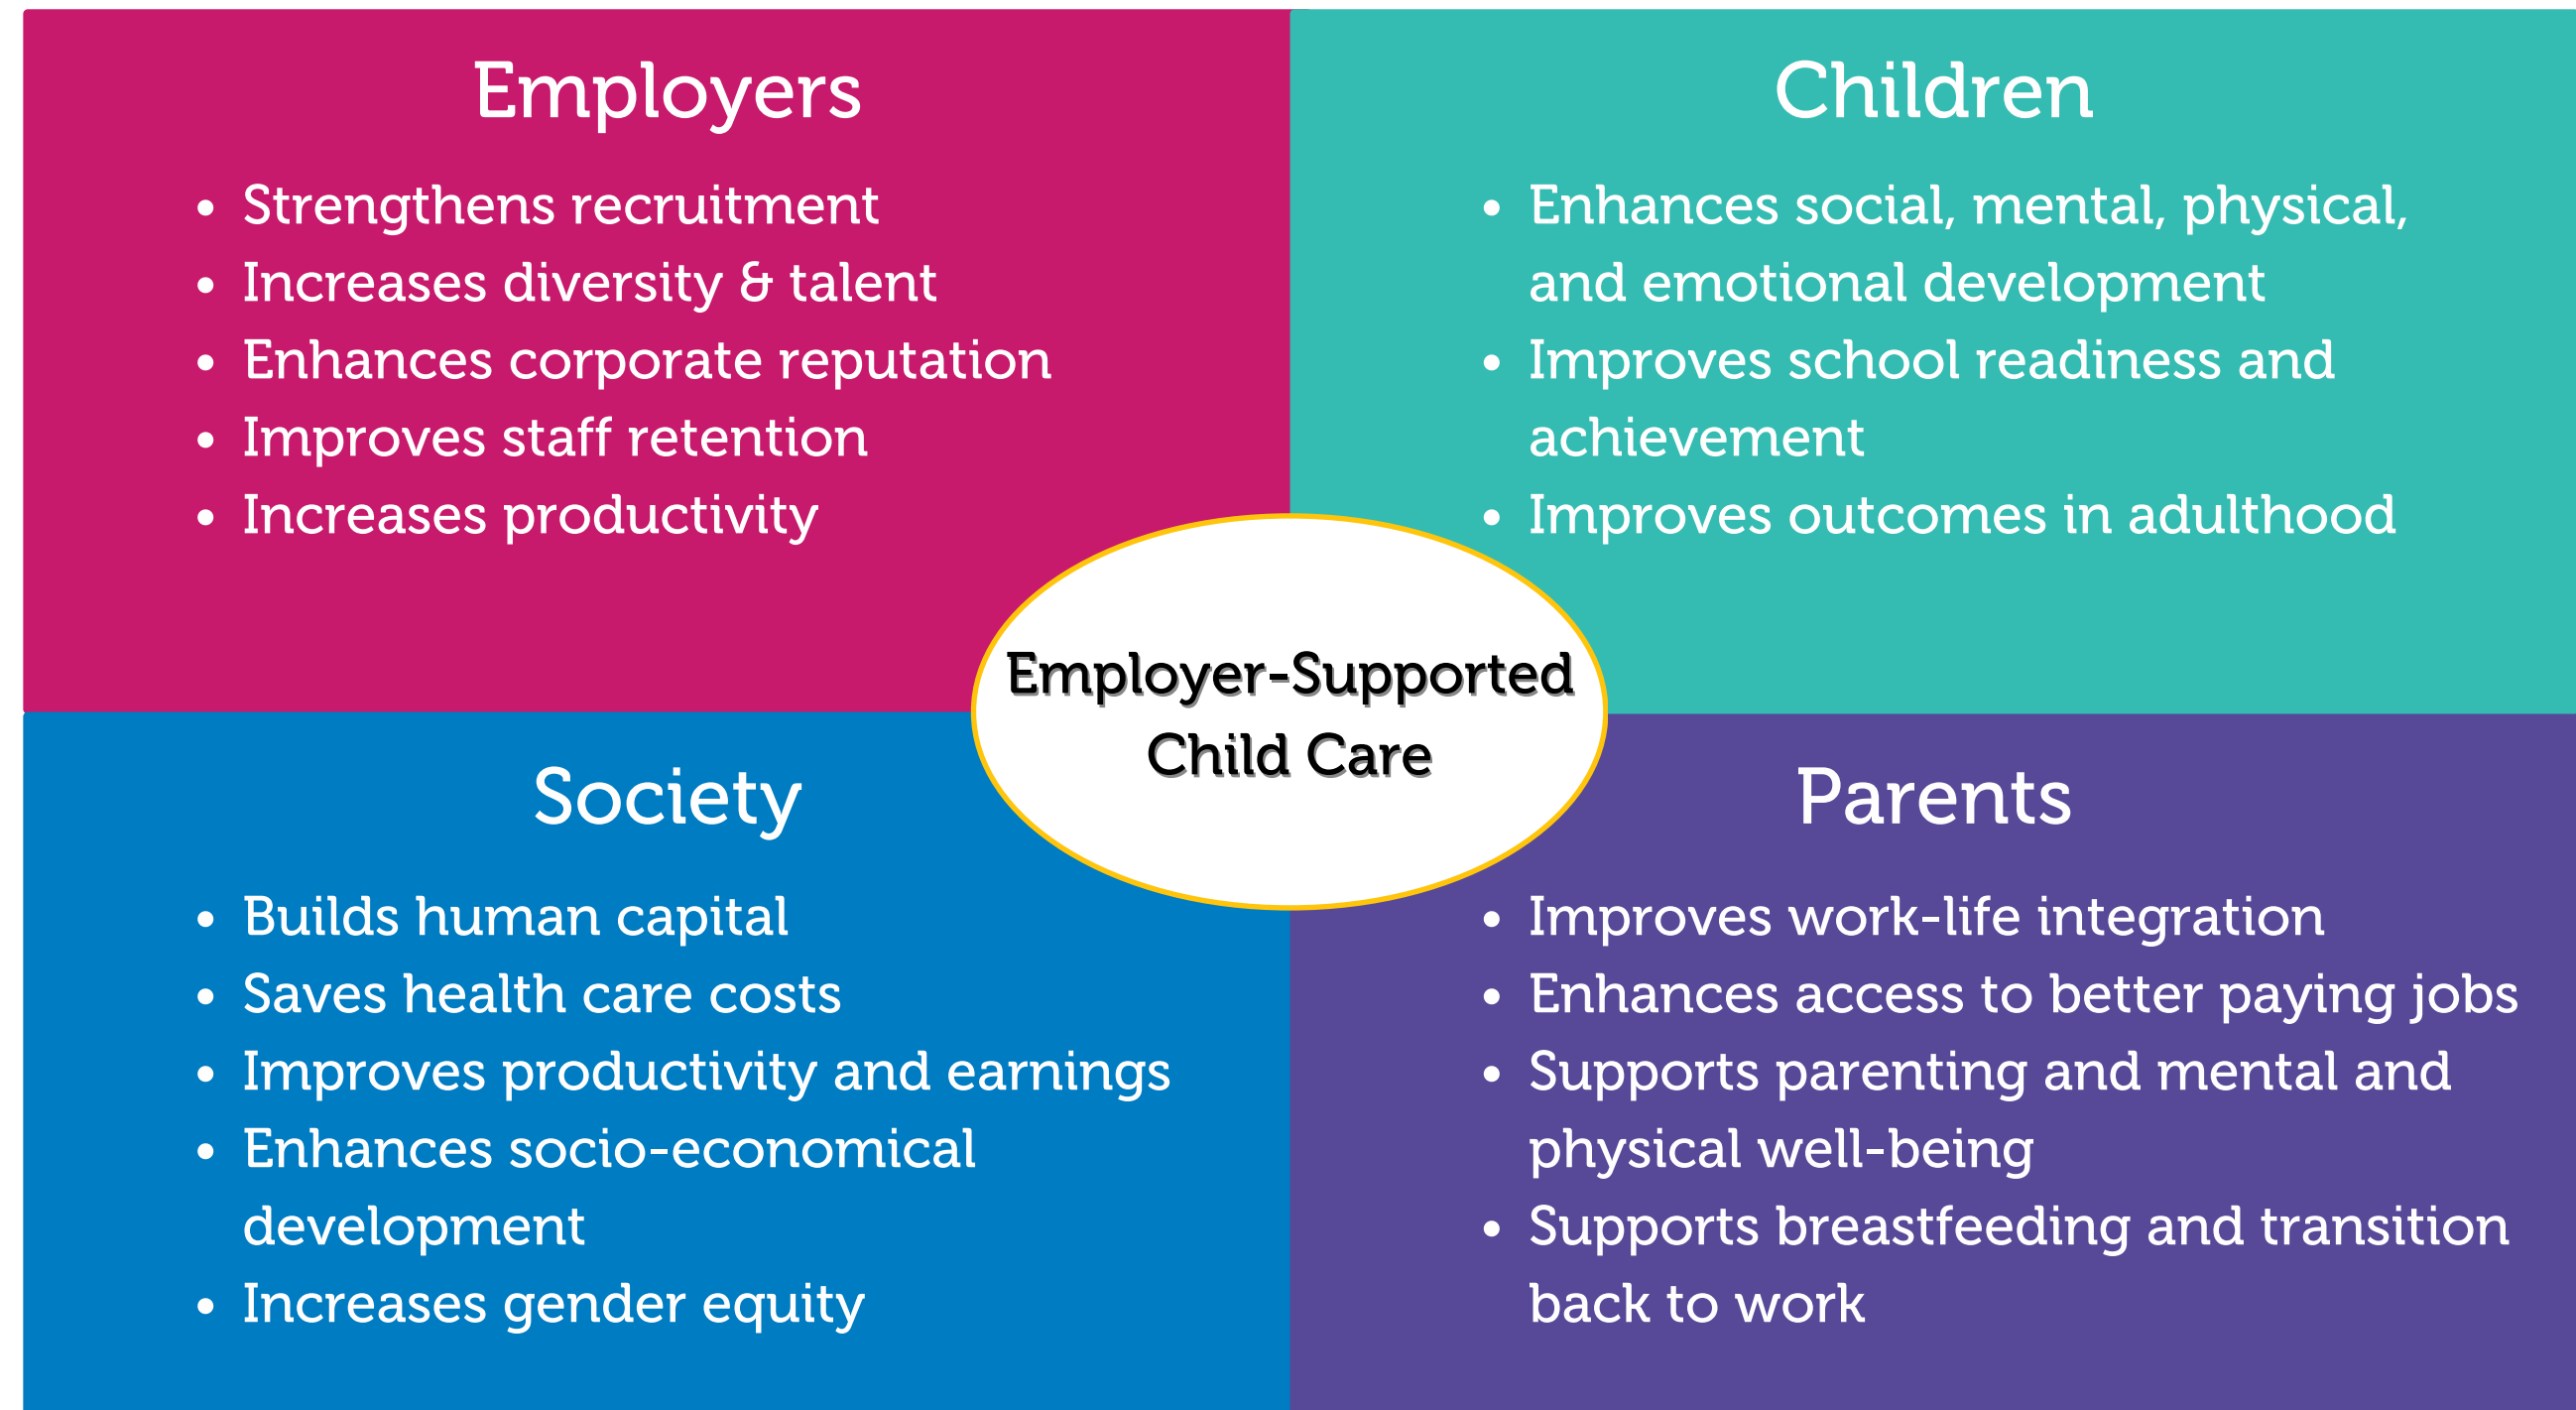 Employers
• Strengthens recruitment
• Increases diversity & talent
• Enhances corporate reputation
• Improves staff retention
• Increases productivity
Children
• Enhances social, mental, physical,
and emotional development
• Improves school readiness and
achievement
• Improves outcomes in adulthood
Employer-Supported
Child Care
Society
• Builds human capital
• Saves health care costs
• Improves productivity and earnings
• Enhances socio-economical
development
• Increases gender equity
Parents
• Improves work-life integration
• Enhances access to better paying jobs
• Supports parenting and mental and
physical well-being
• Supports breastfeeding and transition
back to work